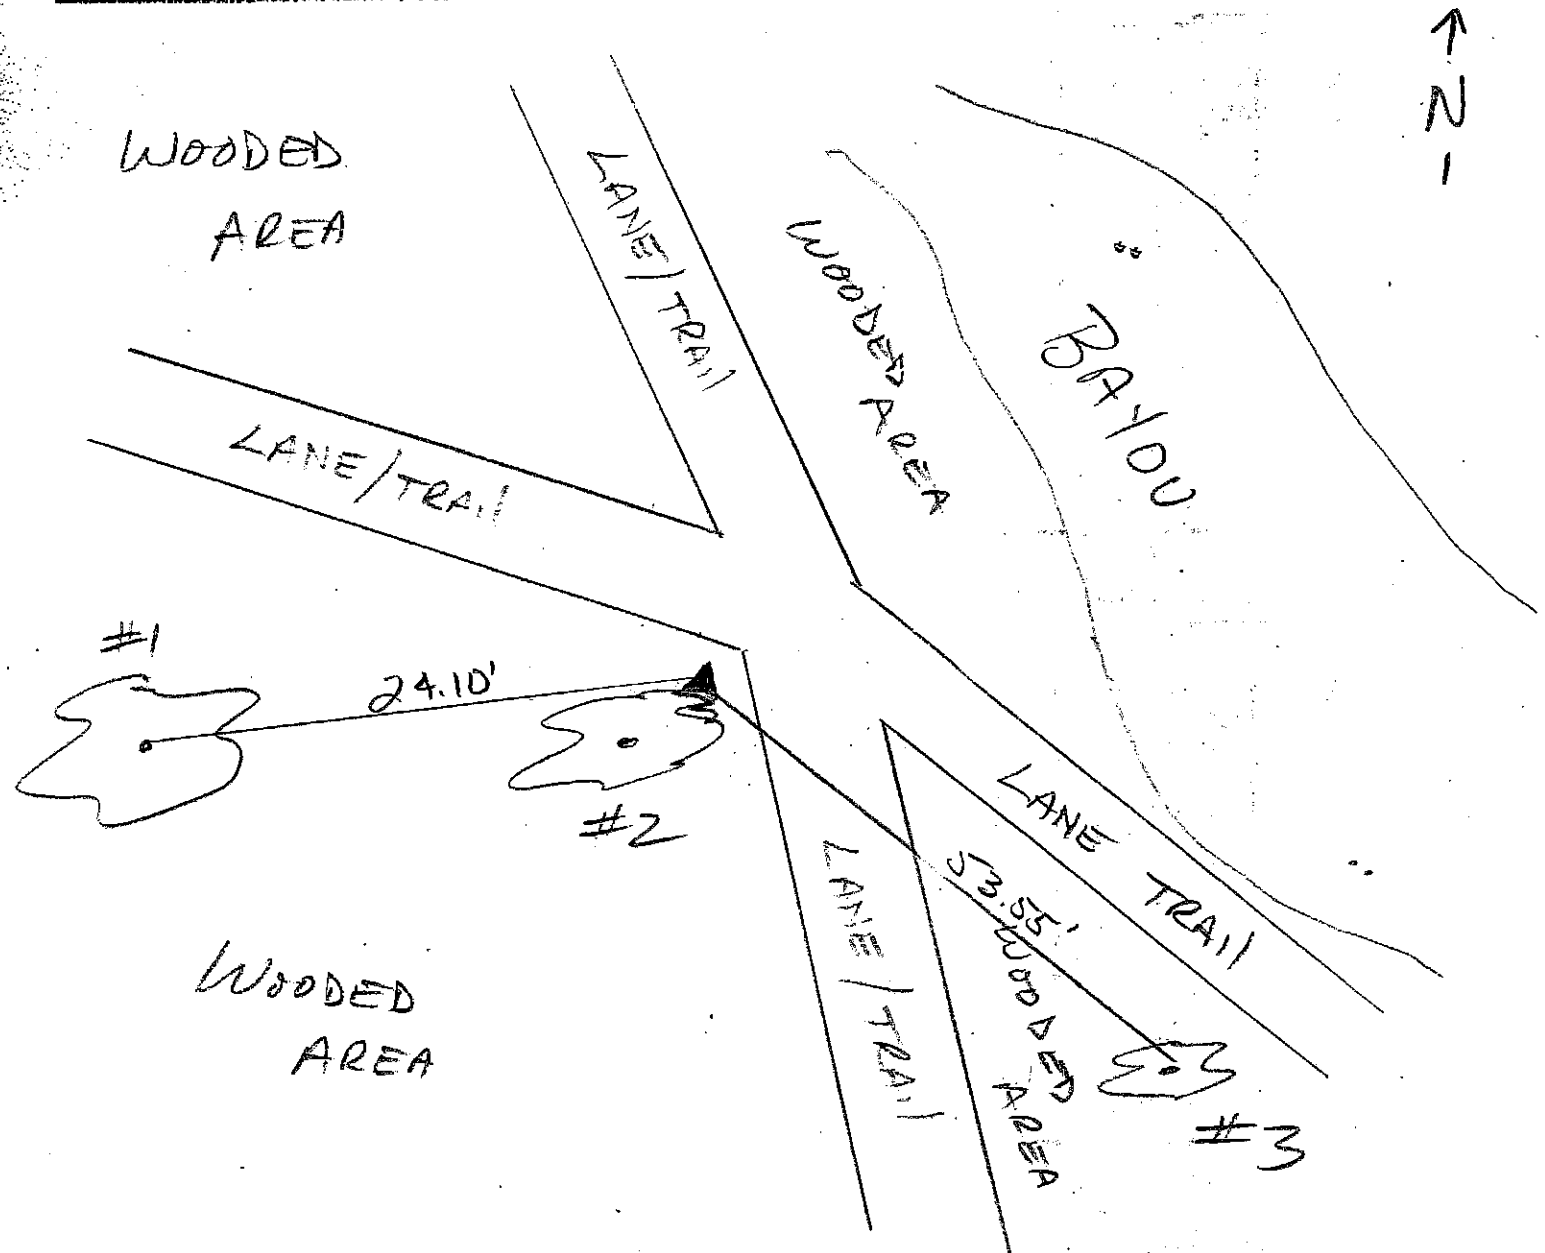 ↑
N
WOODED
AREA
LANE/TRAIL
WOODED AREA
BAYOU
LANE/TRAIL
#1
24.10'
#2
LANE TRAIL
53.55'
LANE/TRAIL
WOODED
AREA
WOODED
AREA
#3